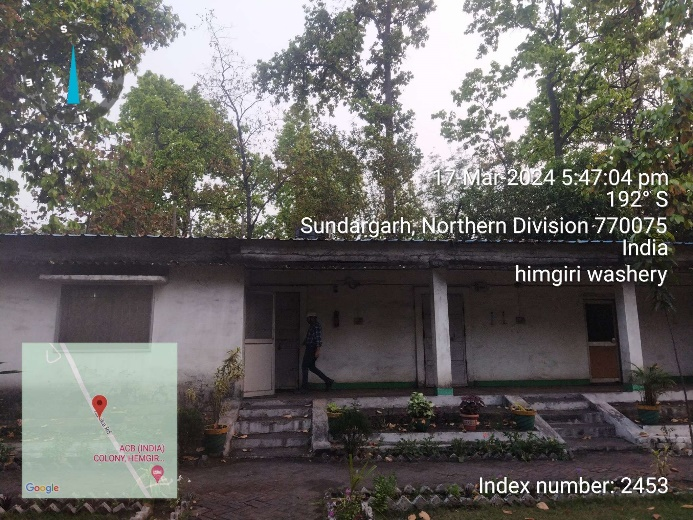 S
W
E
N
17 Mar 2024 5:47:04 pm
192° S
Sundargarh, Northern Division 770075
India
himgiri washery
ACB (INDIA)
COLONY, HEMGIR...
Google
Index number: 2453